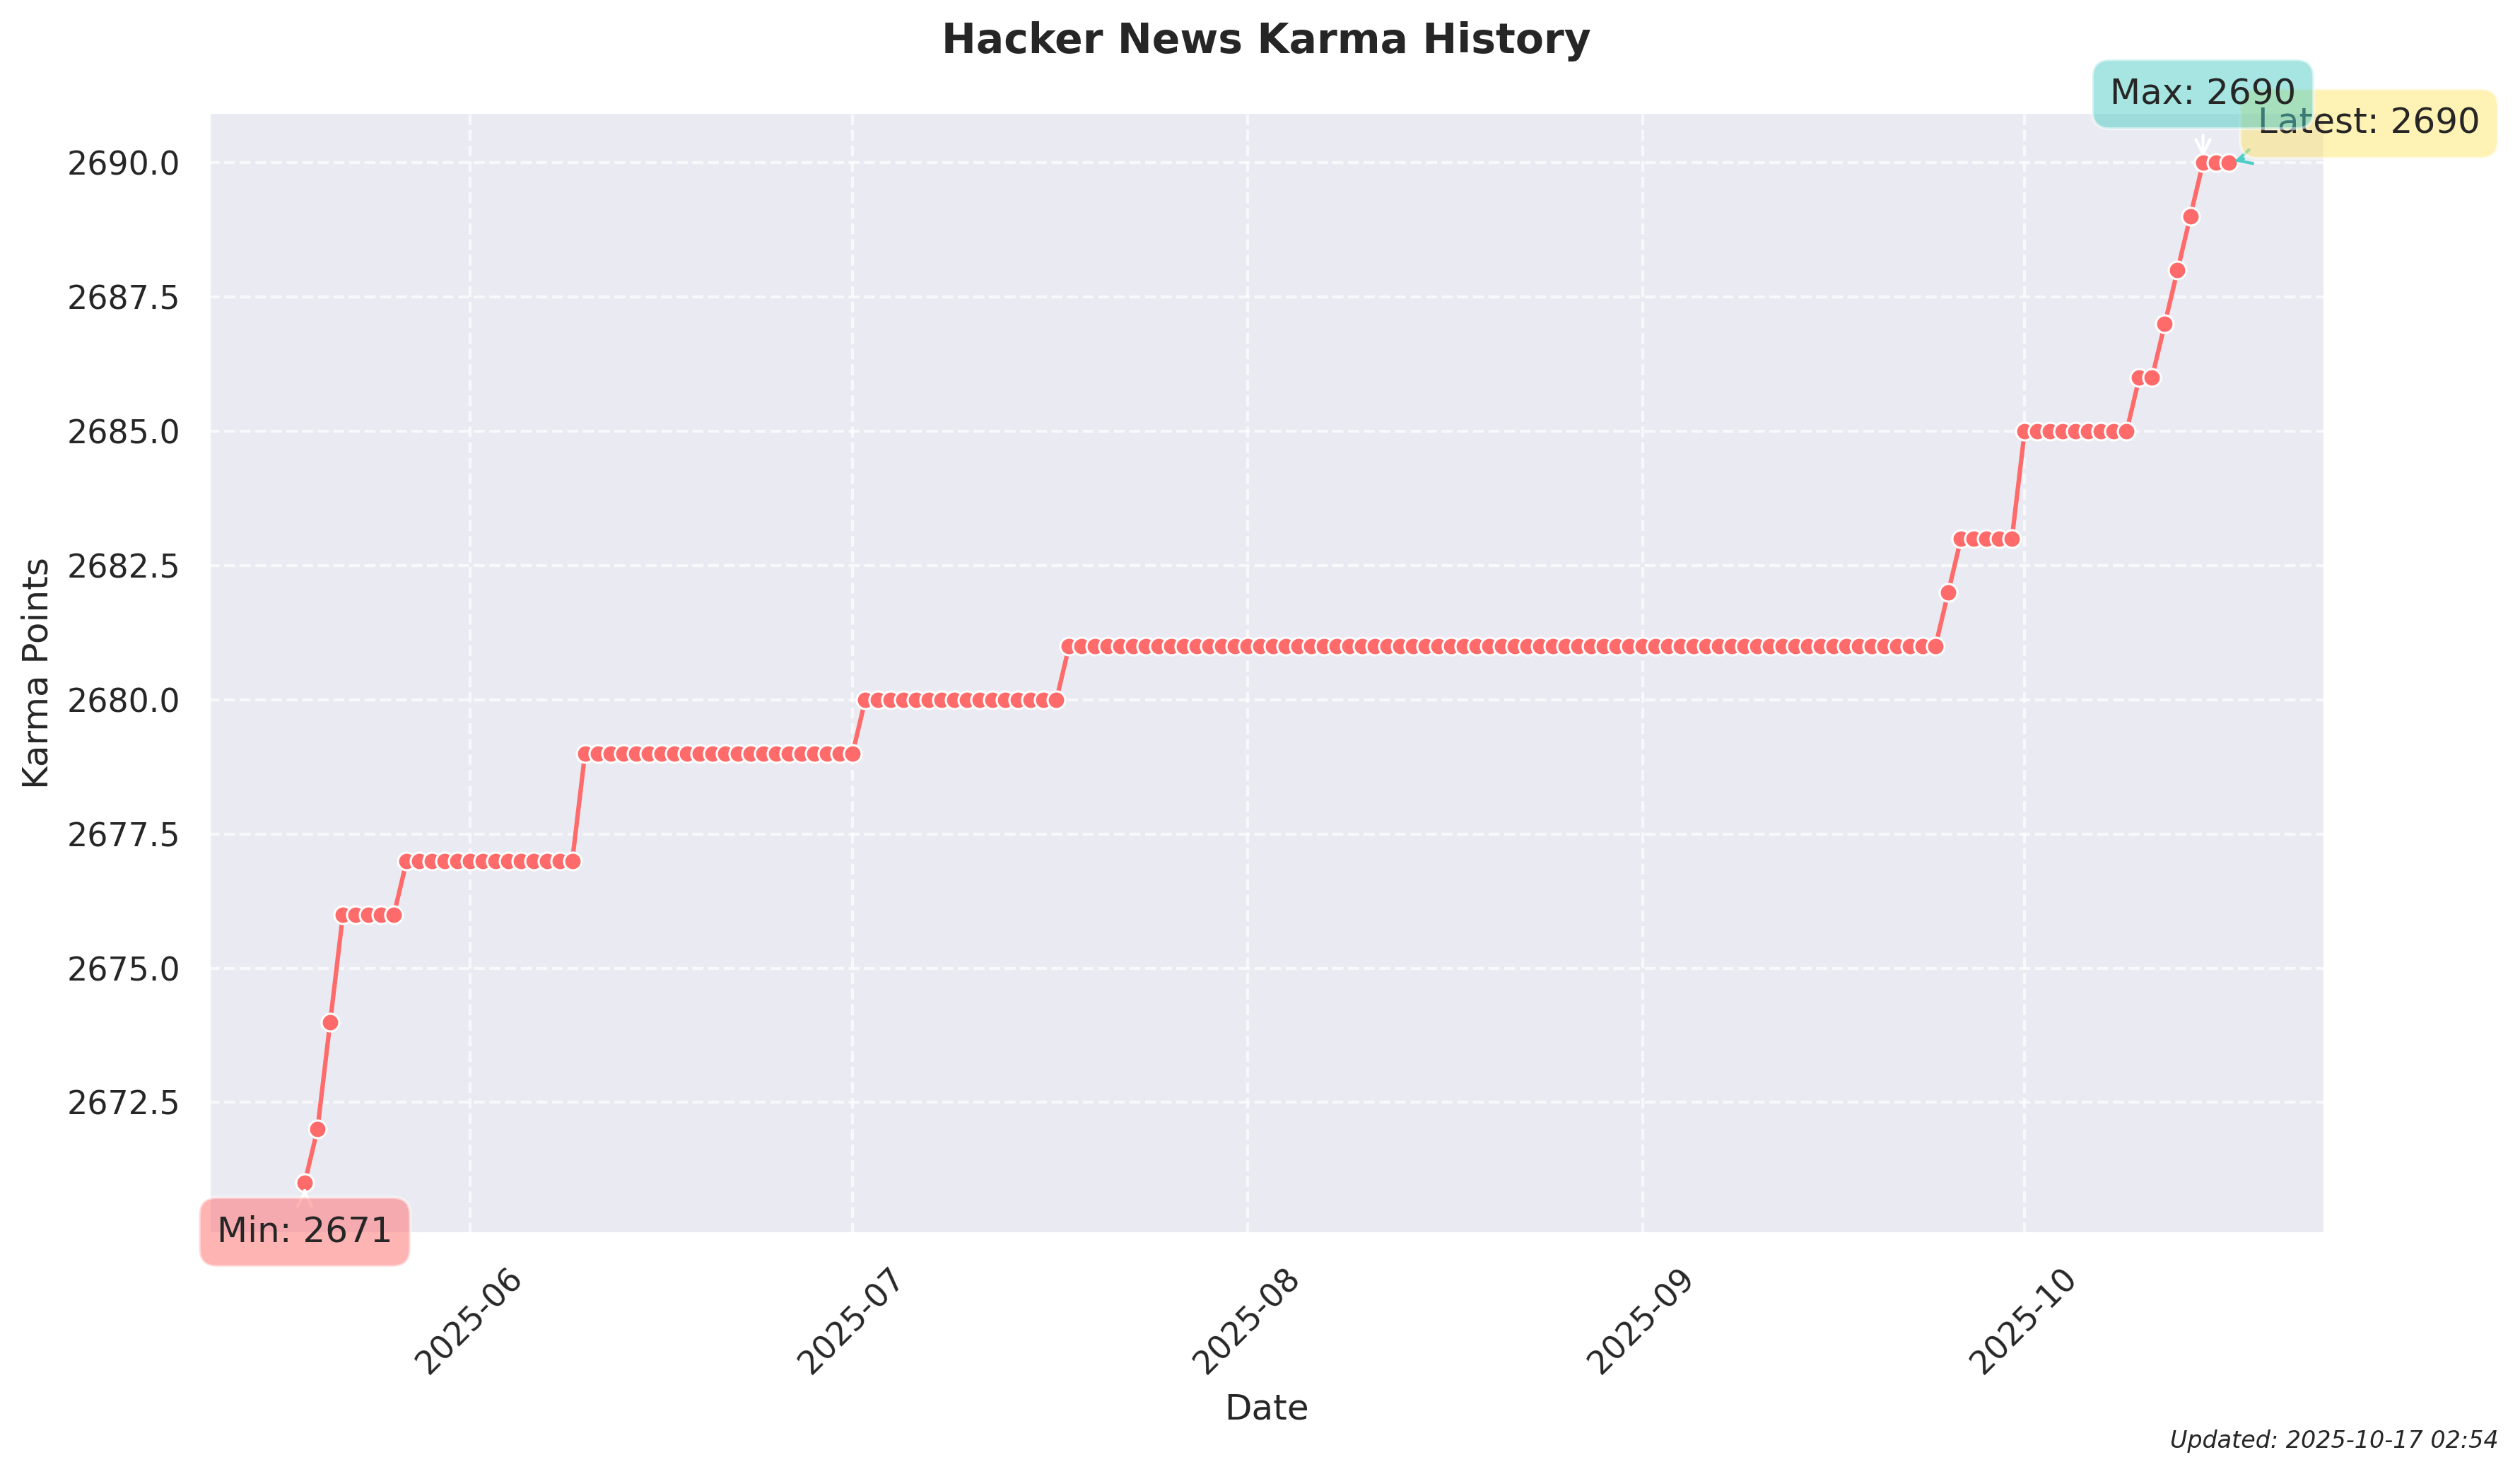 Hacker News Karma History
Max: 2690
Latest: 2690
2690.0
2687.5
2685.0
2682.5
2680.0
2677.5
2675.0
2672.5
Karma Points
Min: 2671
2025-06
2025-07
2025-08
2025-09
2025-10
Date
Updated: 2025-10-17 02:54